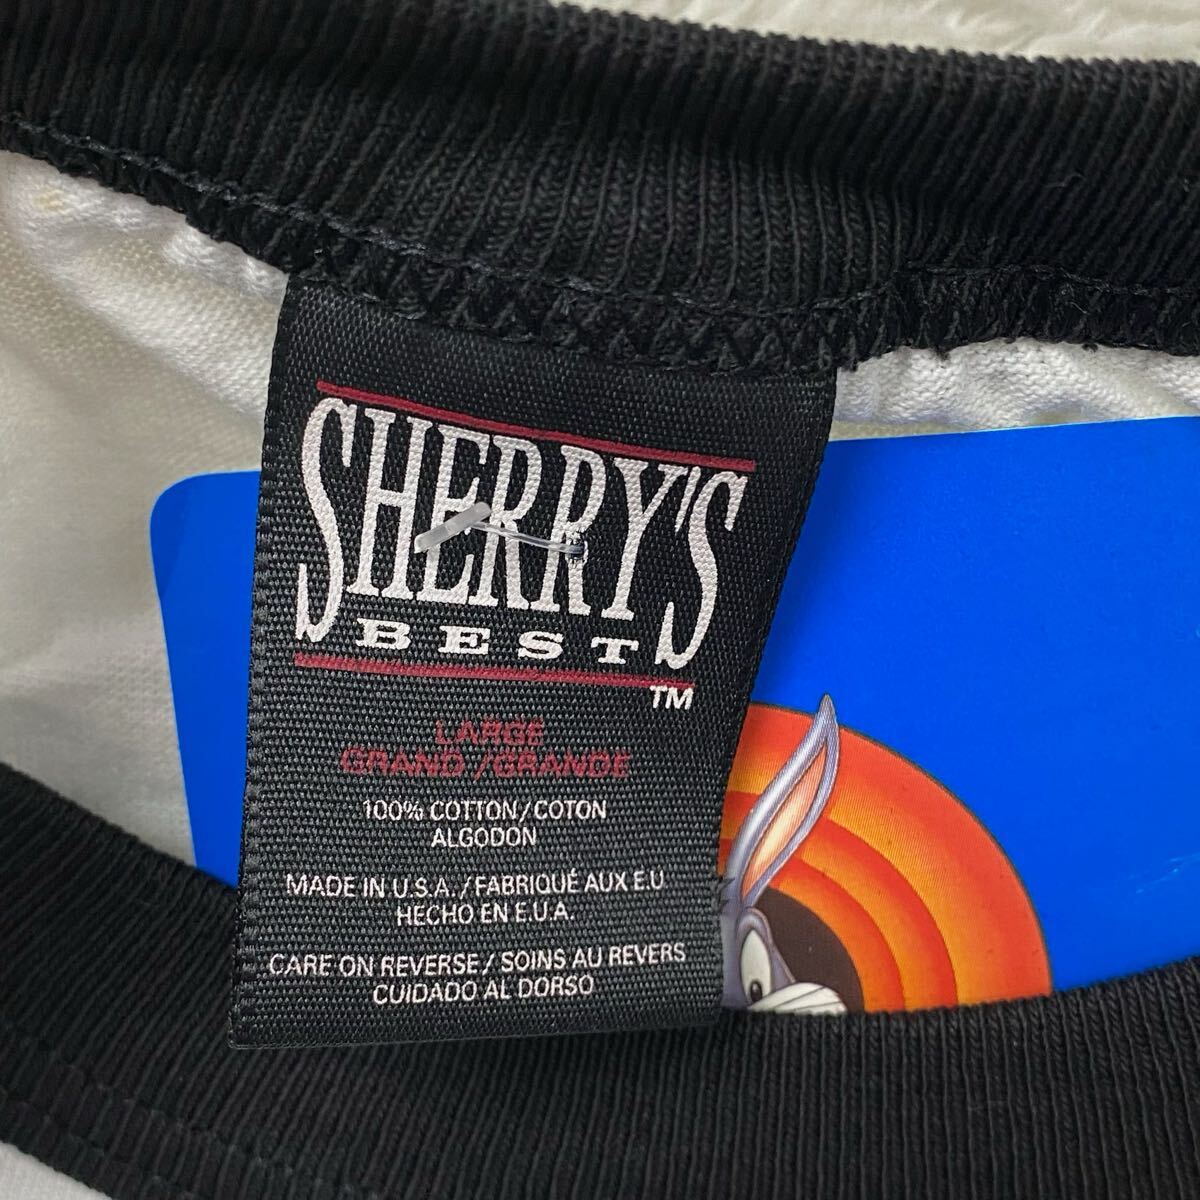 SHERRY'S
BEST
TM
LARGE
GRAND /GRANDE
100% COTTON/COTON
ALGODON
MADE IN U.S.A./FABRIQUÉ AUX E.U
HECHO EN E.U.A.
CARE ON REVERSE/SOINS AU REVERS
CUIDADO AL DORSO